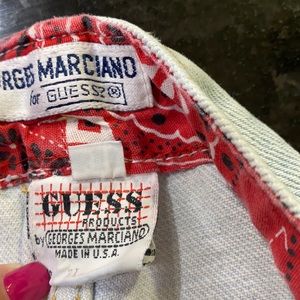 RGES MARCIANO
for GUESS?®
GUESS
PRODUCTS
by GEORGES MARCIANO
MADE IN U.S.A.